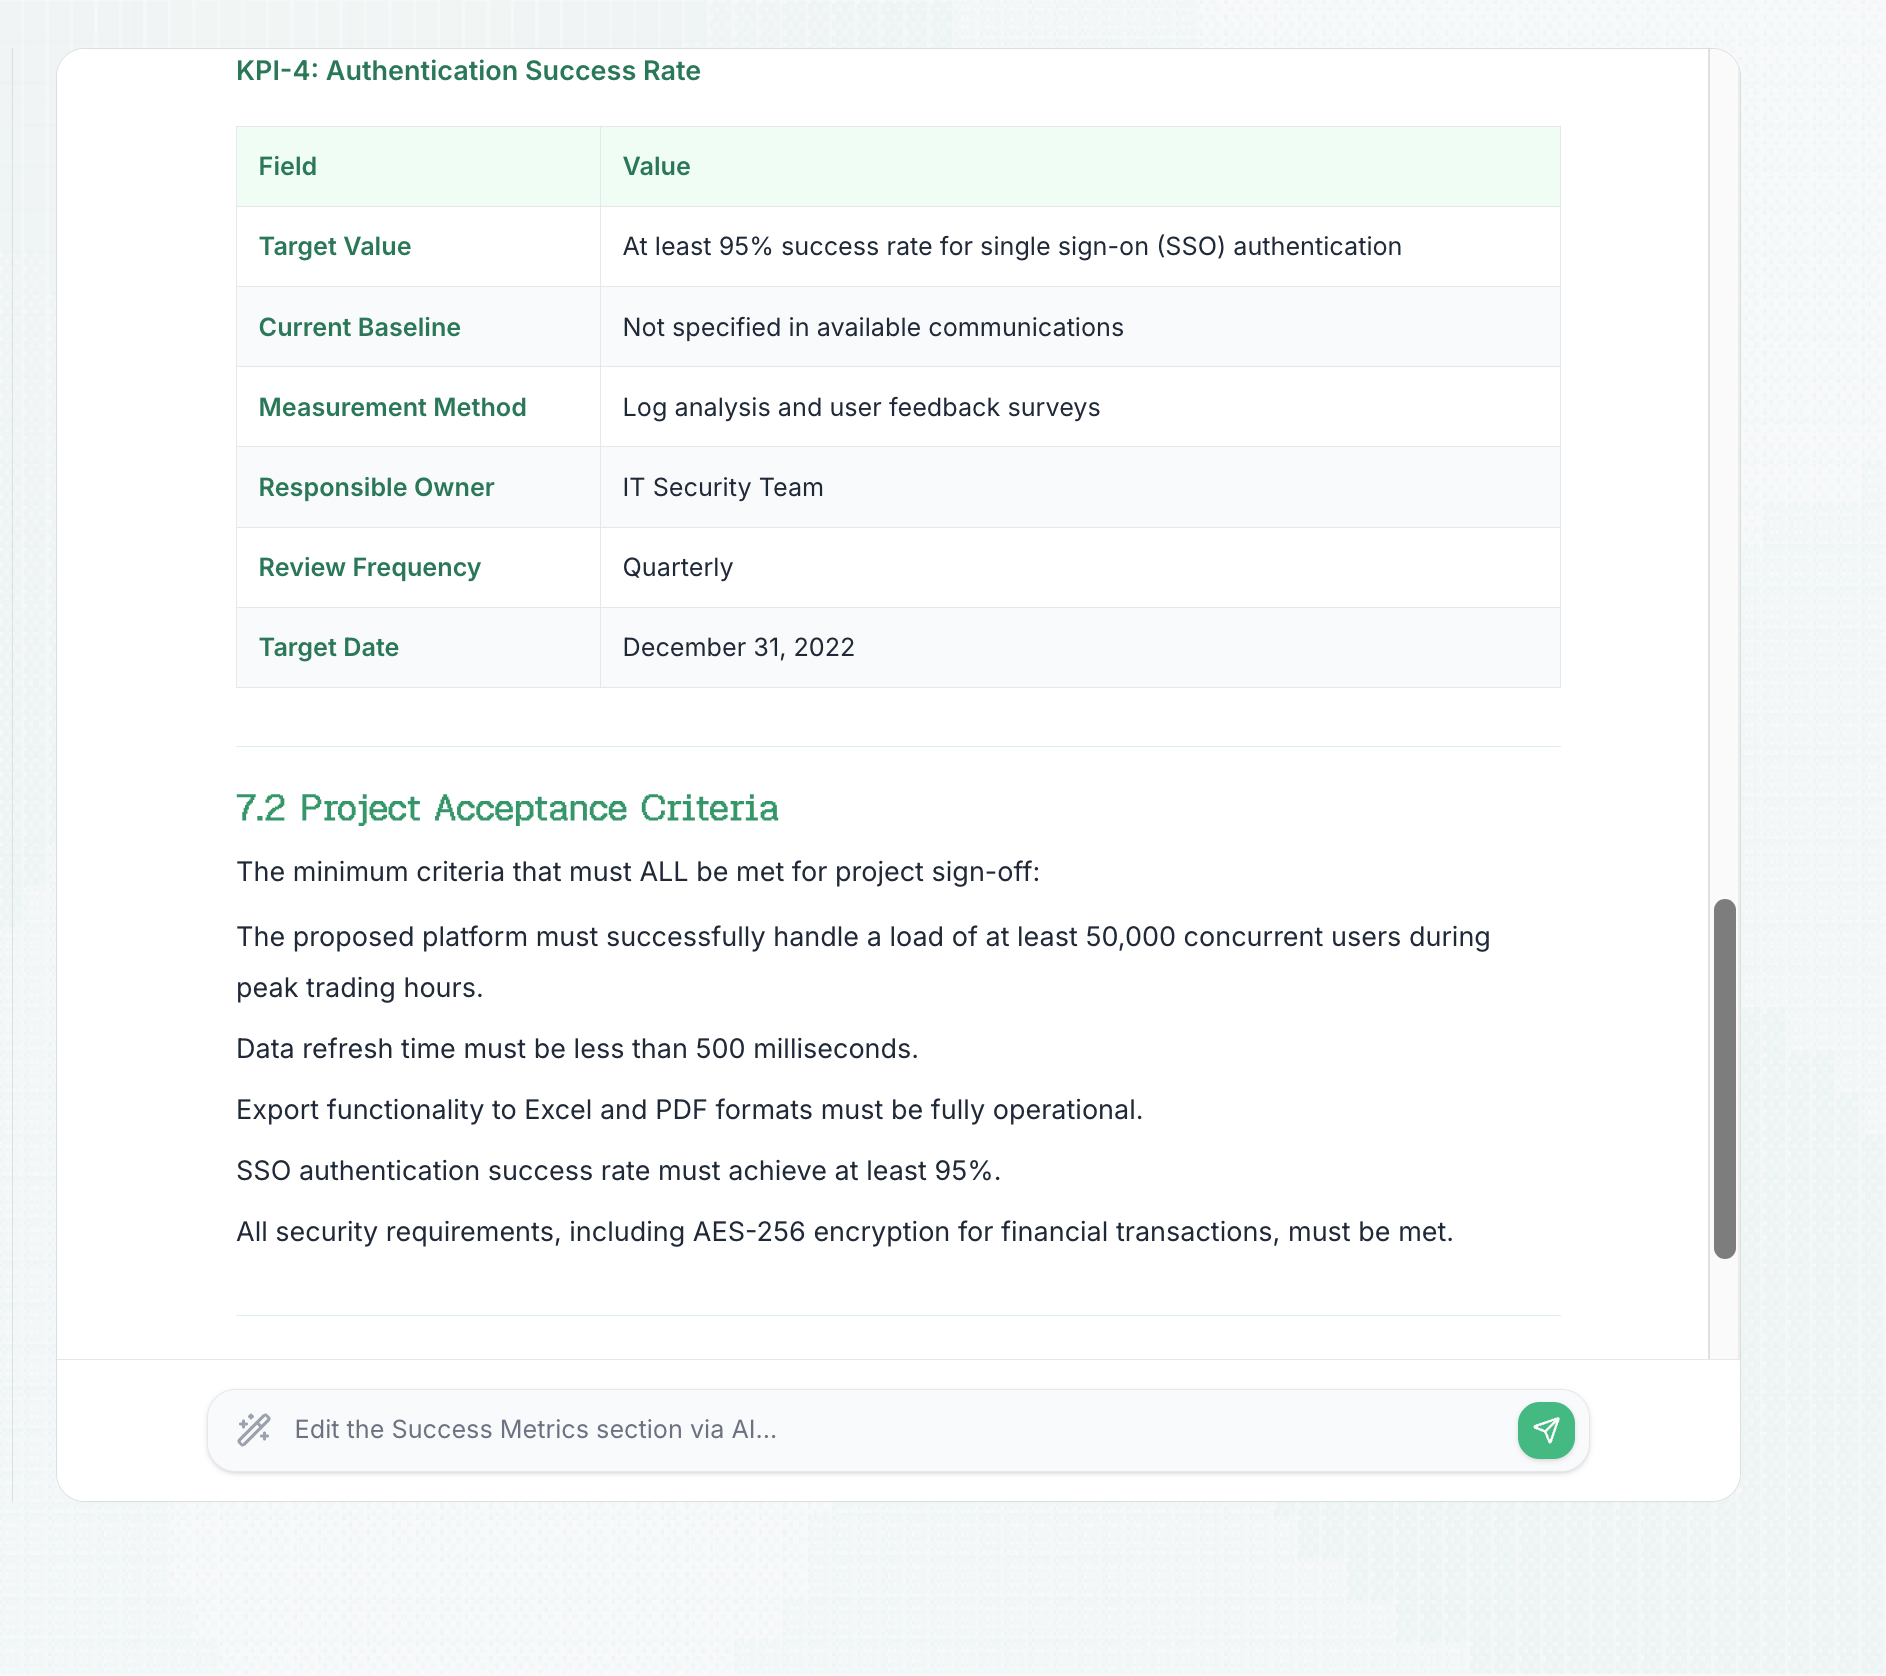 KPI-4: Authentication Success Rate
Field Value
Target Value At least 95% success rate for single sign-on (SSO) authentication
Current Baseline Not specified in available communications
Measurement Method Log analysis and user feedback surveys
Responsible Owner IT Security Team
Review Frequency Quarterly
Target Date December 31, 2022
7.2 Project Acceptance Criteria
The minimum criteria that must ALL be met for project sign-off:
The proposed platform must successfully handle a load of at least 50,000 concurrent users during
peak trading hours.
Data refresh time must be less than 500 milliseconds.
Export functionality to Excel and PDF formats must be fully operational.
SSO authentication success rate must achieve at least 95%.
All security requirements, including AES-256 encryption for financial transactions, must be met.
Edit the Success Metrics section via AI...